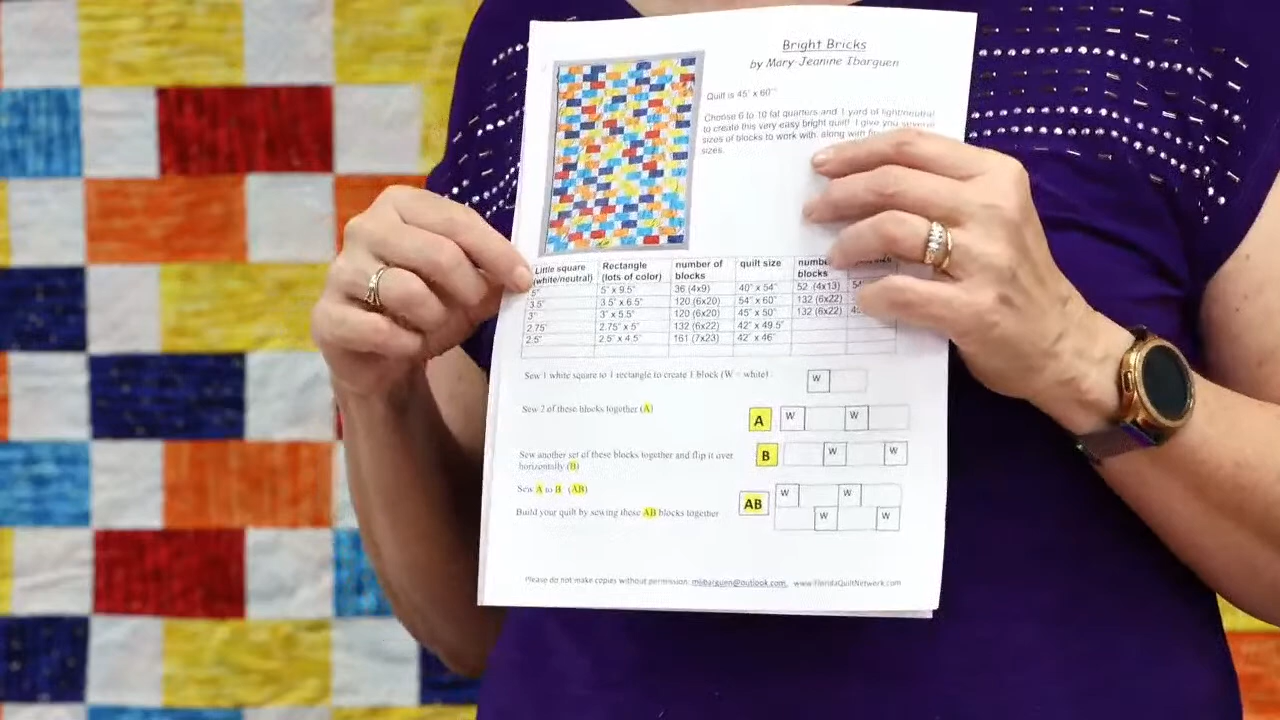 Bright Bricks
by Mary Jeanine Ibarguen
Quilt is 45" x 60"
Choose 6 to 10 fat quarters and 1 yard of light/neutral
to create this very easy bright quilt! I give you several
sizes of blocks to work with, along with
sizes.
Little square (white/neutral) Rectangle (lots of color) number of blocks quilt size blocks
5" 5" x 9.5" 36 (4x9) 40" x 54" 52 (4x13)
3.5" 3.5" x 6.5" 120 (6x20) 54" x 60" 132 (6x22)
3" 3" x 5.5" 120 (6x20) 45" x 50" 132 (6x22)
2.75" 2.75" x 5" 132 (6x22) 42" x 49.5"
2.5" 2.5" x 4.5" 161 (7x23) 42" x 46"
Sew 1 white square to 1 rectangle to create 1 block (W = white)
W
Sew 2 of these blocks together (A)
A W W
Sew another set of these blocks together and flip it over
horizontally (B)
B W W
Sew A to B (AB)
AB W W
W W
Build your quilt by sewing these AB blocks together
Please do not make copies without permission: mjibarguen@outlook.com, www.FloridaQuiltNetwork.com